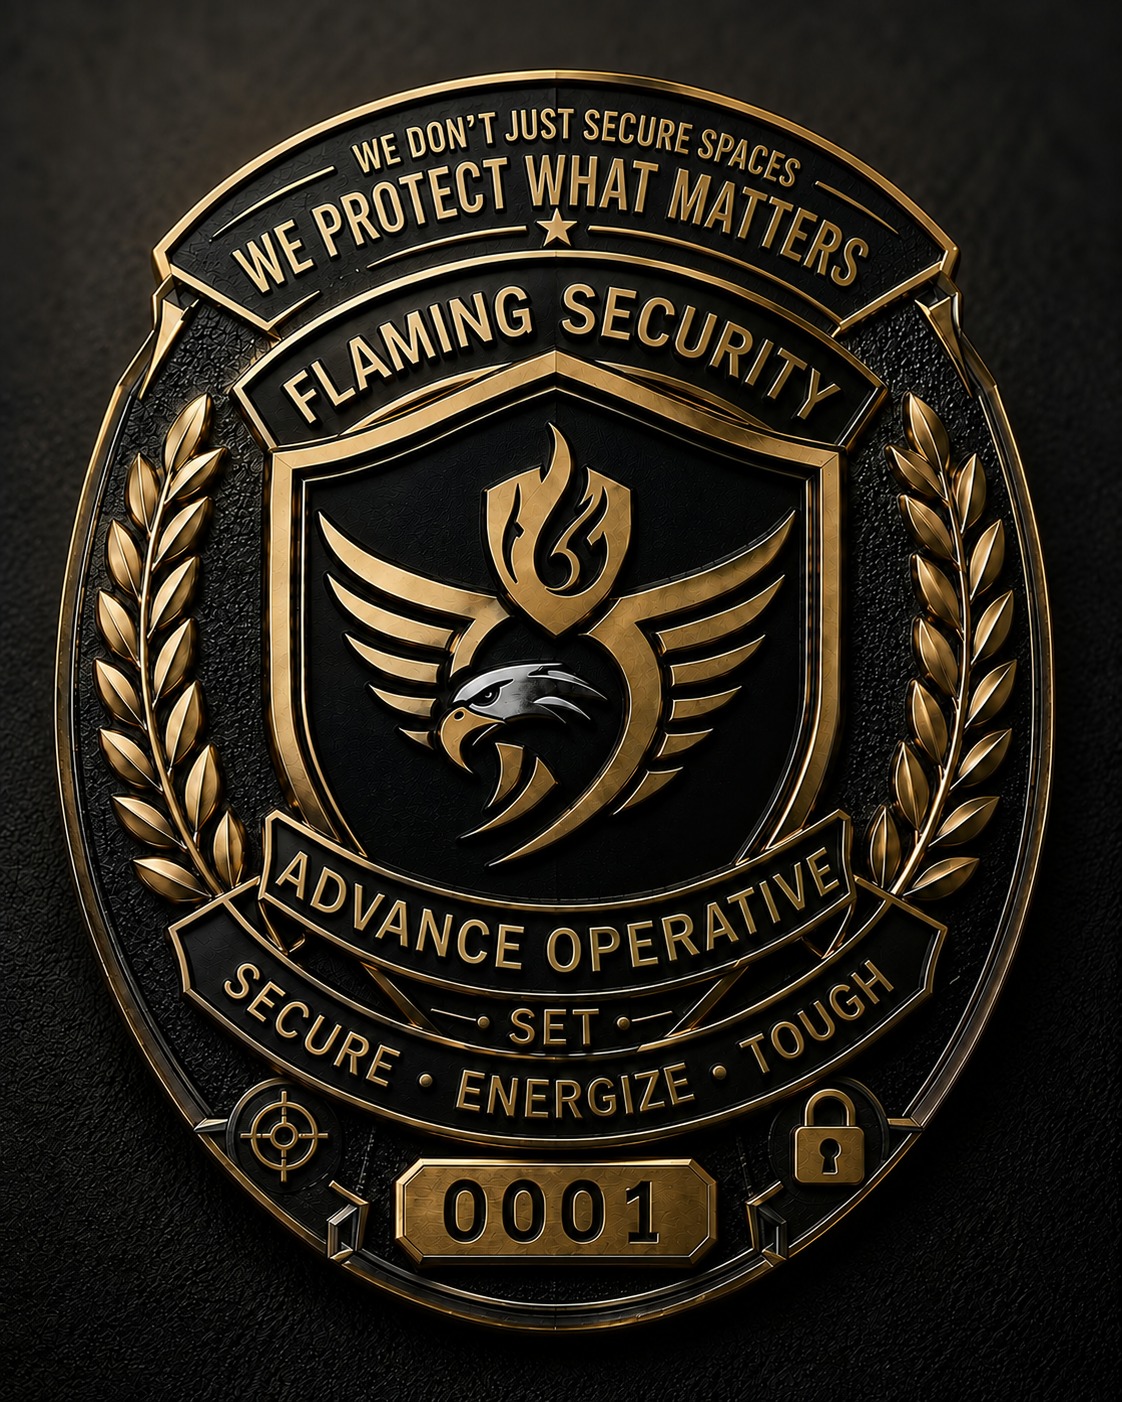 WE DON'T JUST SECURE SPACES
WE PROTECT WHAT MATTERS
FLAMING SECURITY
ADVANCE OPERATIVE
• SET •
SECURE • ENERGIZE • TOUGH
0001